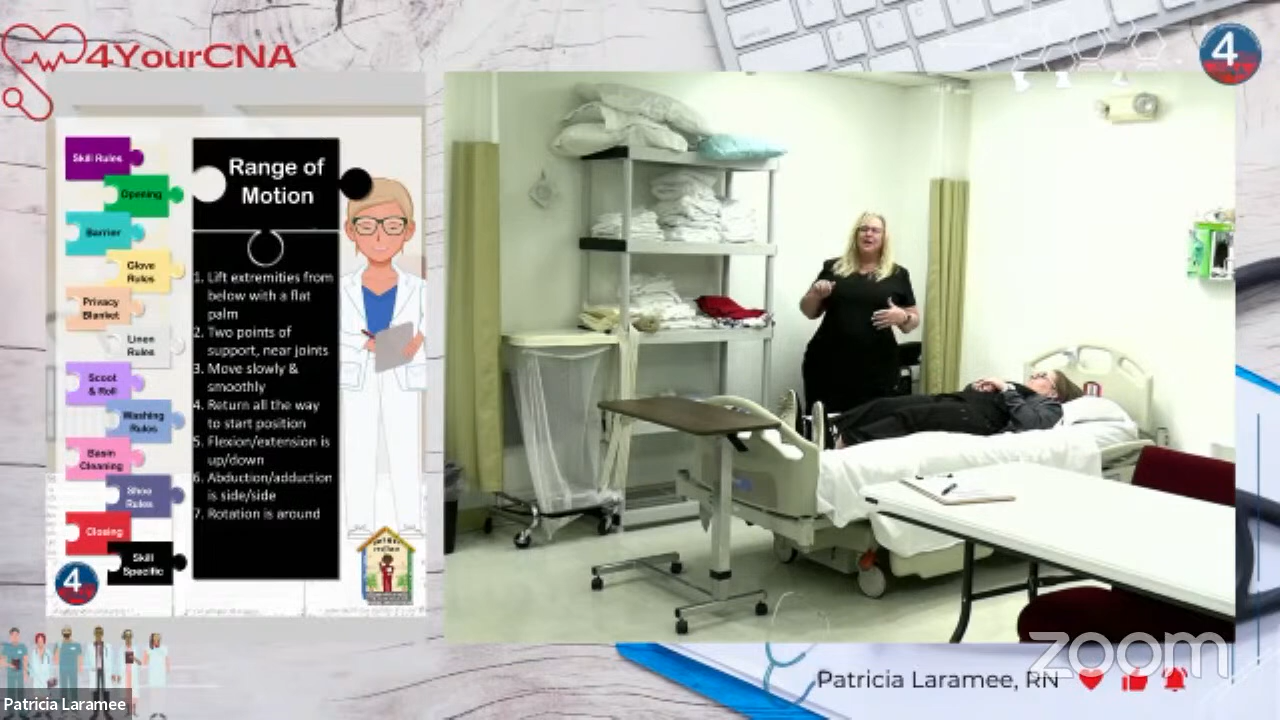 4YourCNA
4
Skill Rules
Opening
Barrier
Glove
Rules
Privacy
Blanket
Linen
Rules
Scoot
& Roll
Washing
Rules
Basin
Cleaning
Shoe
Rules
Closing
Skill
Specific
4
Range of
Motion
1. Lift extremities from
below with a flat
palm
2. Two points of
support, near joints
3. Move slowly &
smoothly
4. Return all the way
to start position
5. Flexion/extension is
up/down
6. Abduction/adduction
is side/side
7. Rotation is around
zoom
Patricia Laramee, RN
Patricia Laramee